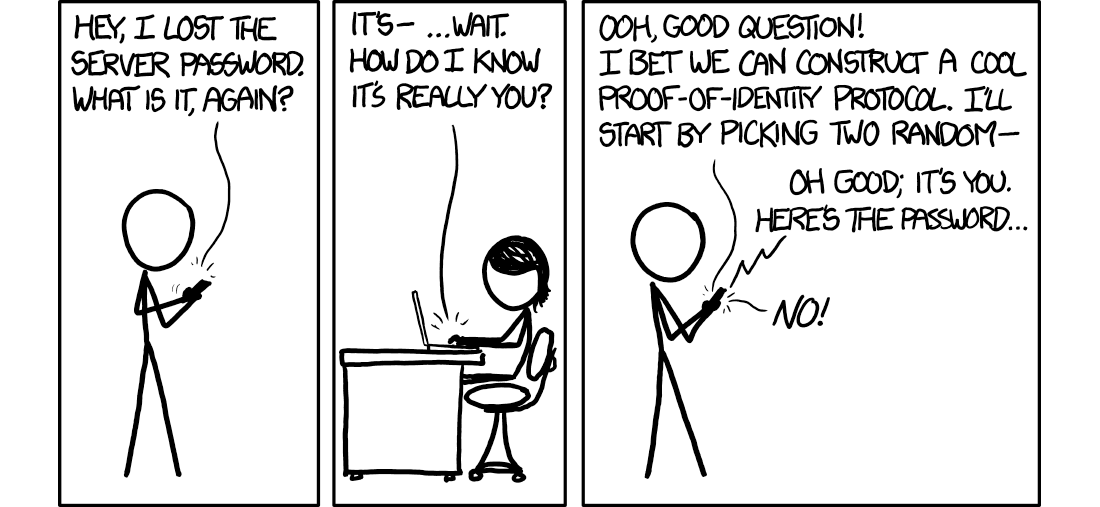 HEY, I LOST THE
SERVER PASSWORD.
WHAT IS IT, AGAIN?
IT'S— ...WAIT.
HOW DO I KNOW
IT'S REALLY YOU?
OOH, GOOD QUESTION!
I BET WE CAN CONSTRUCT A COOL
PROOF-OF-IDENTITY PROTOCOL. I'LL
START BY PICKING TWO RANDOM—
OH GOOD; IT'S YOU.
HERE'S THE PASSWORD...
NO!